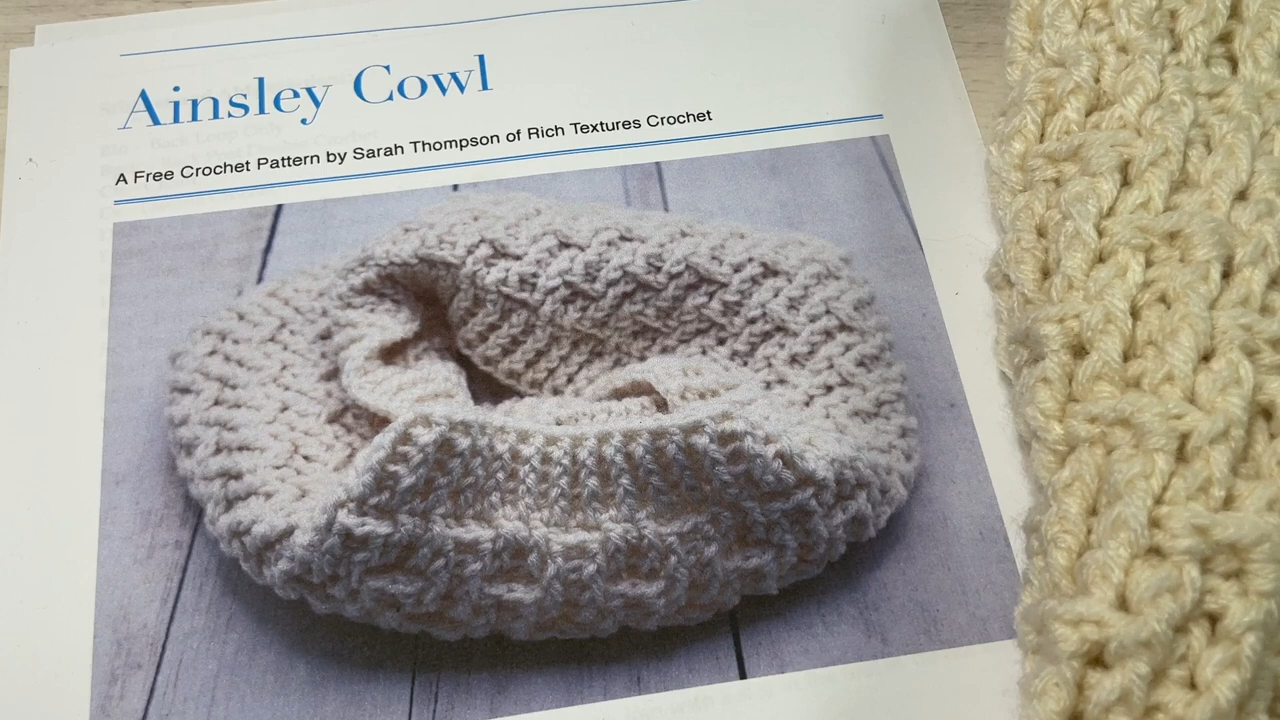 Ainsley Cowl
A Free Crochet Pattern by Sarah Thompson of Rich Textures Crochet